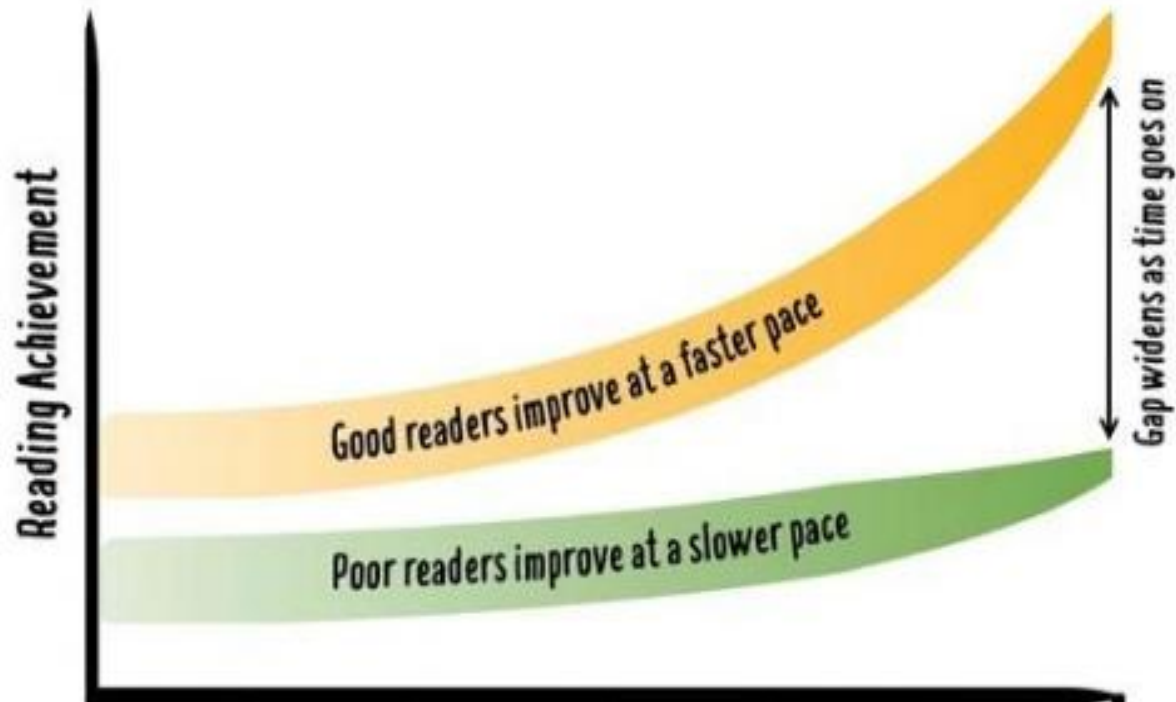 Reading Achievement
Good readers improve at a faster pace
Poor readers improve at a slower pace
Gap widens as time goes on